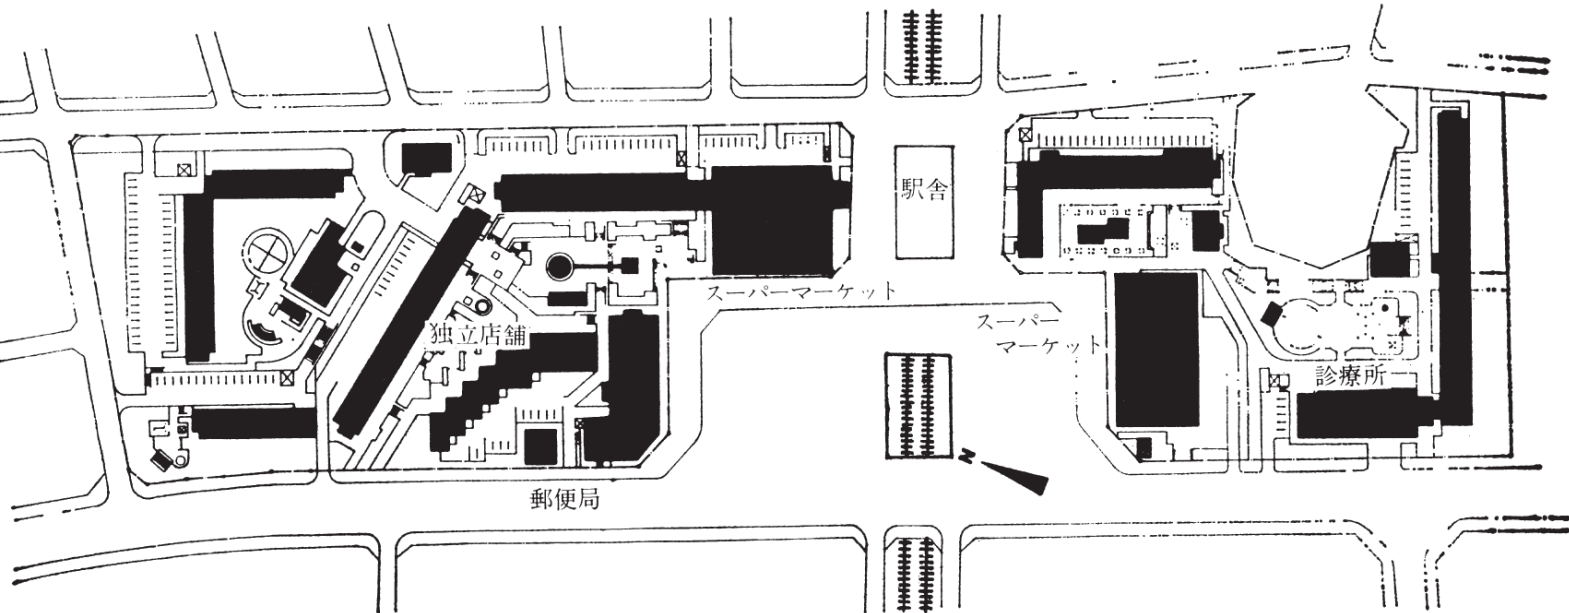 駅舎
スーパーマーケット
スーパー
マーケット
独立店舗
診療所
郵便局
N